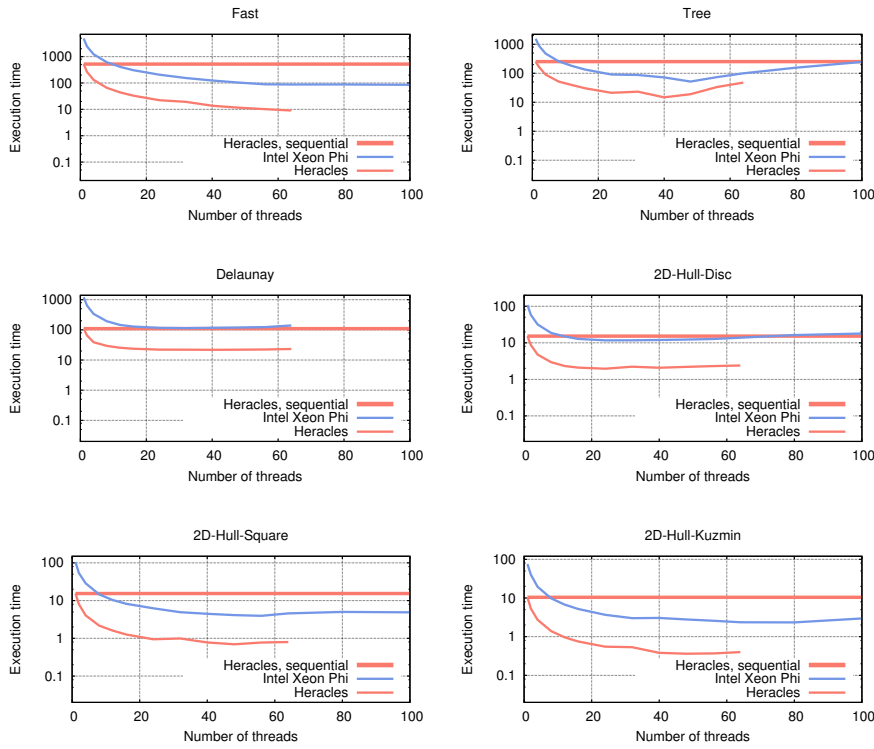 Fast
Execution time
1000
100
10
1
0.1
Heracles, sequential
Intel Xeon Phi
Heracles
0 20 40 60 80 100
Number of threads
Tree
Execution time
1000
100
10
1
0.1
Heracles, sequential
Intel Xeon Phi
Heracles
0 20 40 60 80 100
Number of threads
Delaunay
Execution time
1000
100
10
1
0.1
Heracles, sequential
Intel Xeon Phi
Heracles
0 20 40 60 80 100
Number of threads
2D-Hull-Disc
Execution time
100
10
1
0.1
Heracles, sequential
Intel Xeon Phi
Heracles
0 20 40 60 80 100
Number of threads
2D-Hull-Square
Execution time
100
10
1
0.1
Heracles, sequential
Intel Xeon Phi
Heracles
0 20 40 60 80 100
Number of threads
2D-Hull-Kuzmin
Execution time
100
10
1
0.1
Heracles, sequential
Intel Xeon Phi
Heracles
0 20 40 60 80 100
Number of threads